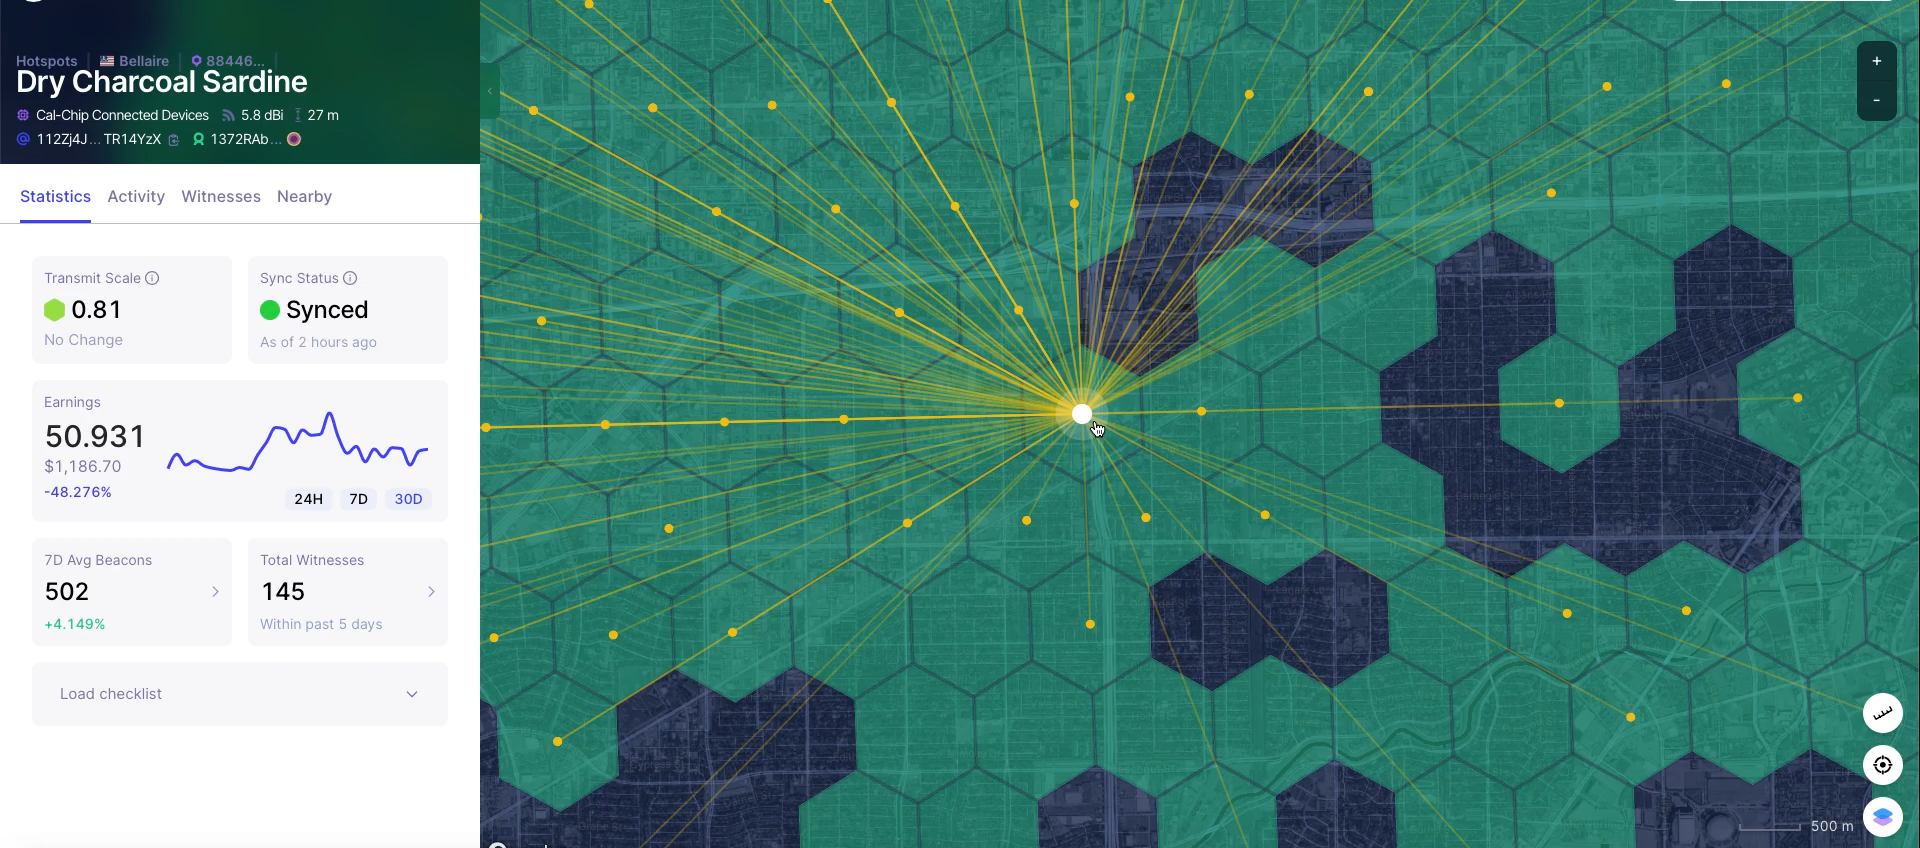 Hotspots
Bellaire
88446...
Dry Charcoal Sardine
Cal-Chip Connected Devices
5.8 dBi
27 m
112Zj4J... TR14YzX
1372RAb...
Statistics
Activity
Witnesses
Nearby
Transmit Scale
0.81
No Change
Sync Status
Synced
As of 2 hours ago
Earnings
50.931
$1,186.70
-48.276%
24H
7D
30D
7D Avg Beacons
502
+4.149%
Total Witnesses
145
Within past 5 days
Load checklist
+
-
500 m